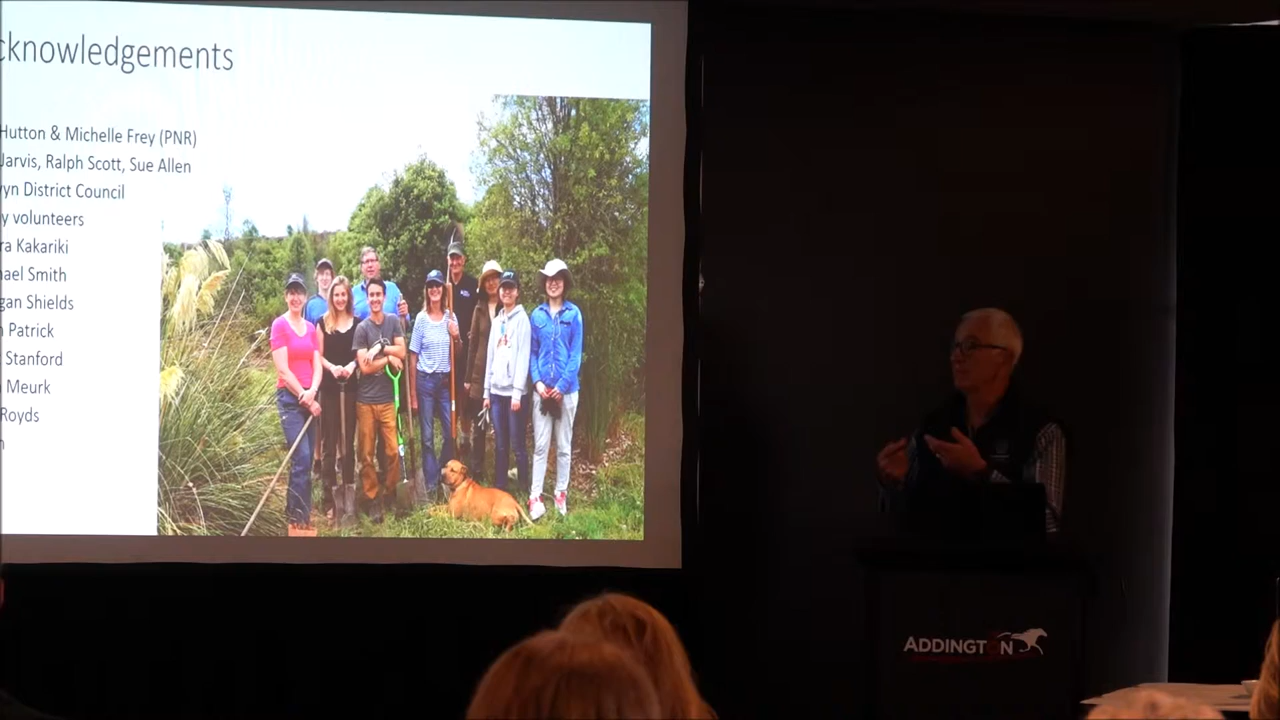 cknowledgements
Hutton & Michelle Frey (PNR)
Jarvis, Ralph Scott, Sue Allen
yn District Council
y volunteers
ra Kakariki
hael Smith
gan Shields
n Patrick
Stanford
Meurk
Royds
n
ADDINGTON